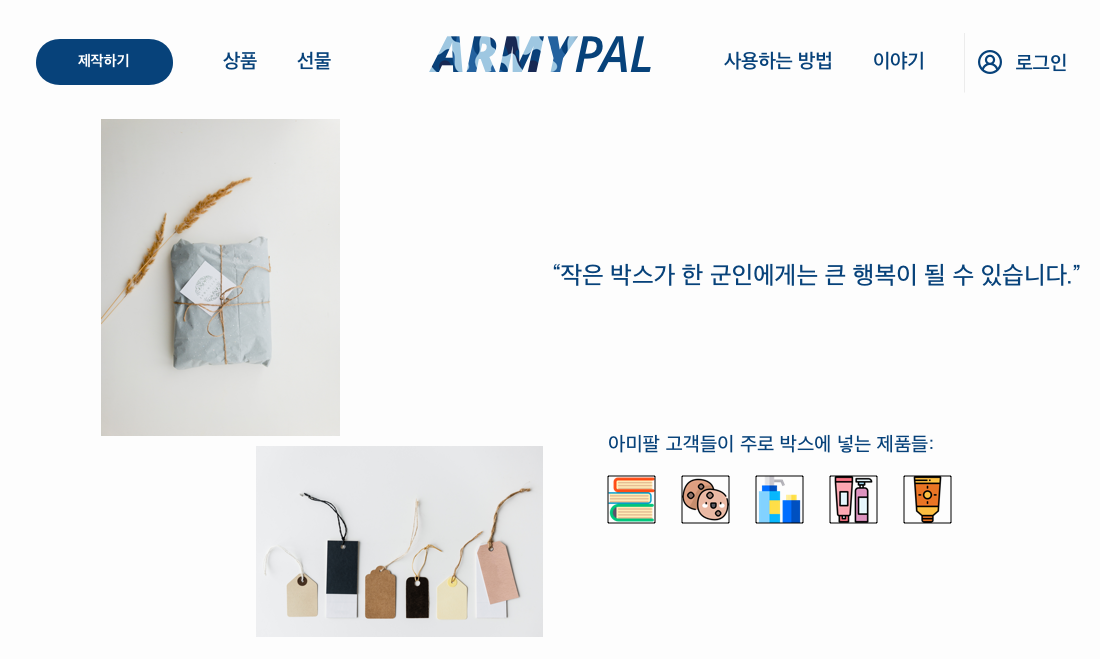 제작하기
상품
선물
ARMYPAL
사용하는 방법
이야기
로그인
“작은 박스가 한 군인에게는 큰 행복이 될 수 있습니다.”
아미팔 고객들이 주로 박스에 넣는 제품들: